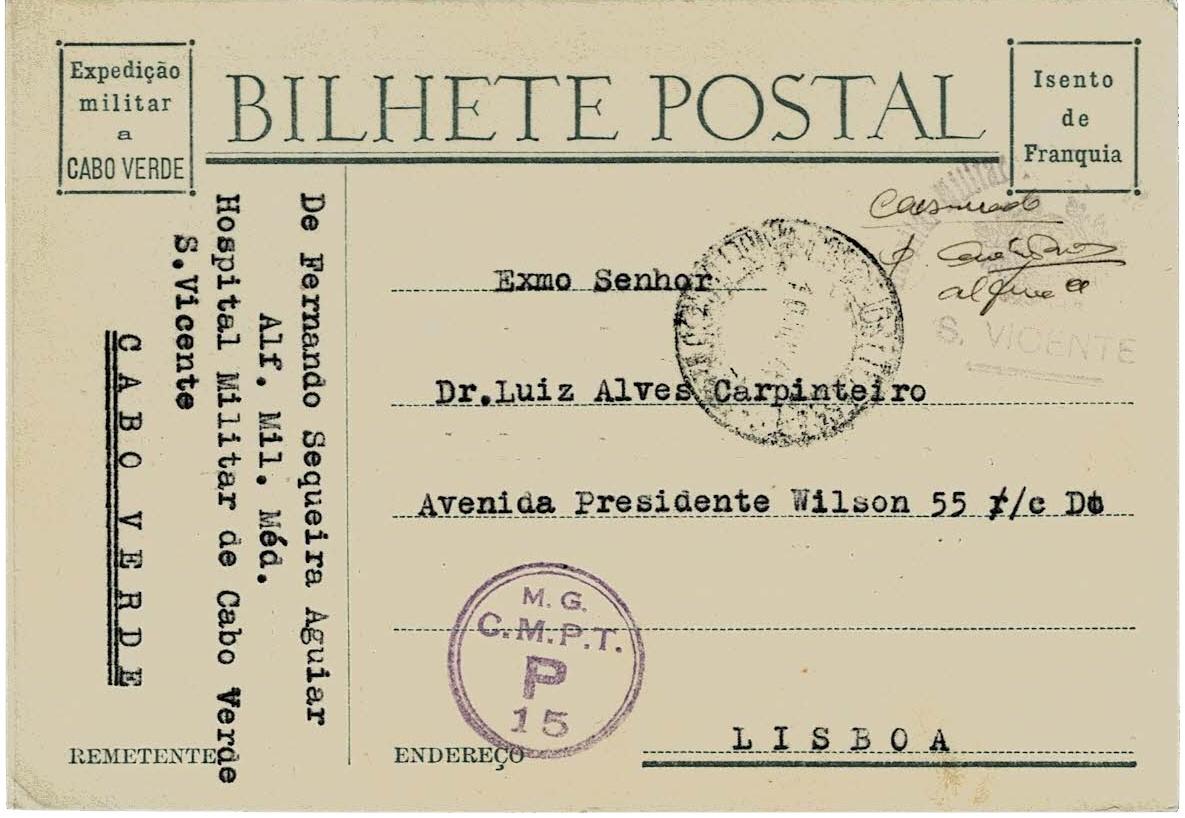 Expedição
militar
a
CABO VERDE
BILHETE POSTAL
Isento
de
Franquia
De Fernando Sequeira Aguiar
Alf. Mil. Méd.
Hospital Militar de Cabo Verde
S.Vicente
CABO VERDE
REMETENTE
Militar
S. VICENTE
Exmo Senhor
Dr.Luiz Alves Carpinteiro
Avenida Presidente Wilson 55 r/c Dt
M. G.
C.M.P.T.
P
15
ENDEREÇO
LISBOA